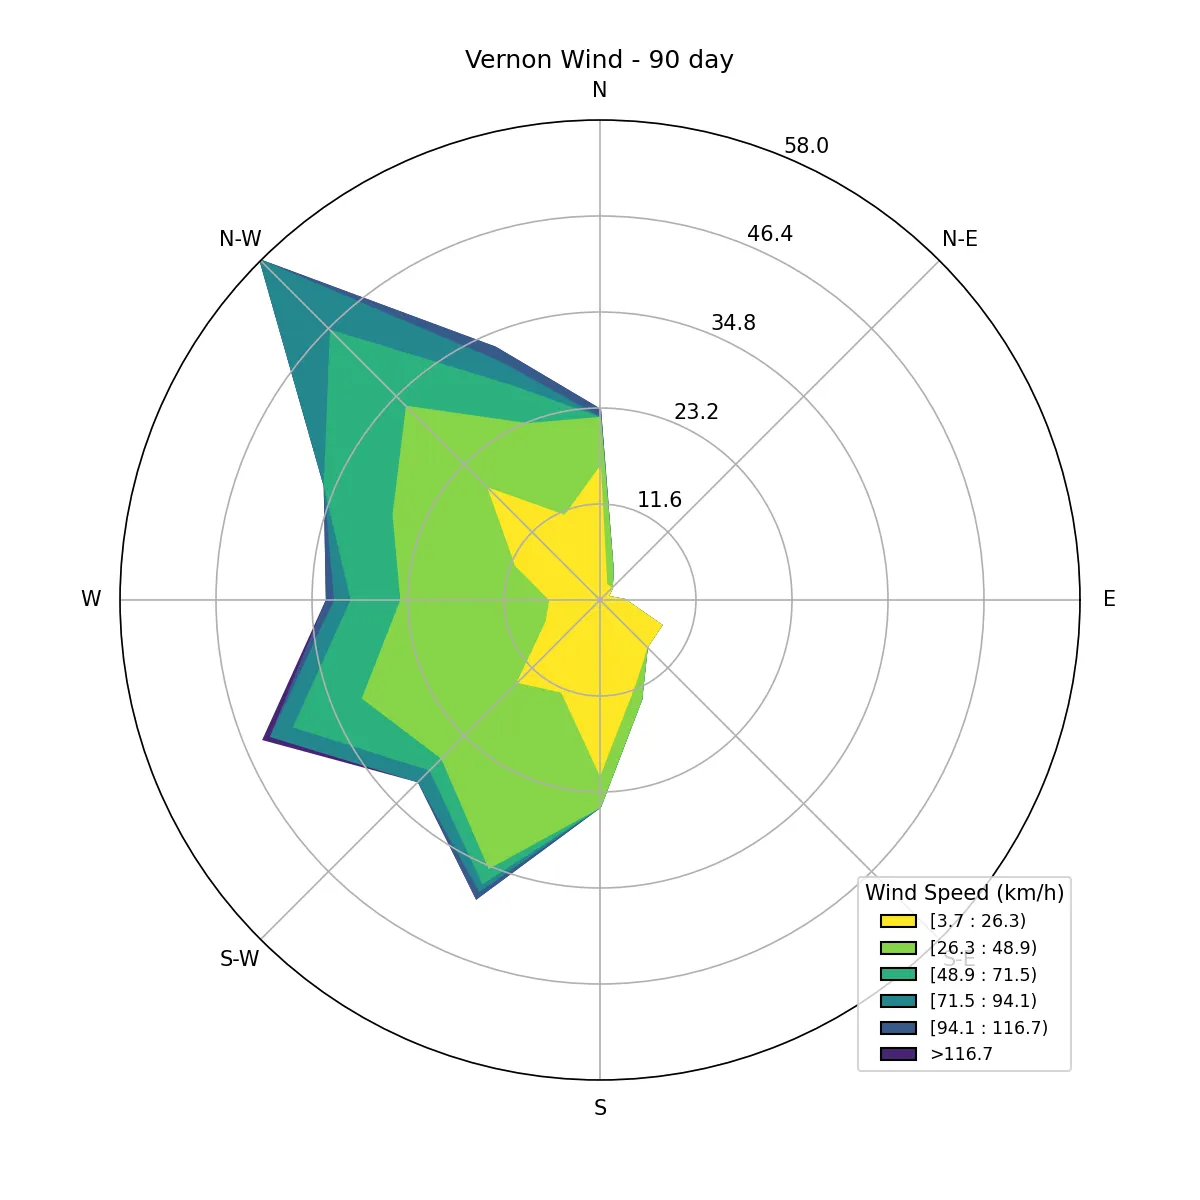 Vernon Wind - 90 day
N
58.0
46.4
N-W
N-E
34.8
23.2
11.6
W
E
S-W
S-E
Wind Speed (km/h)
[3.7 : 26.3)
[26.3 : 48.9)
[48.9 : 71.5)
[71.5 : 94.1)
[94.1 : 116.7)
>116.7
S